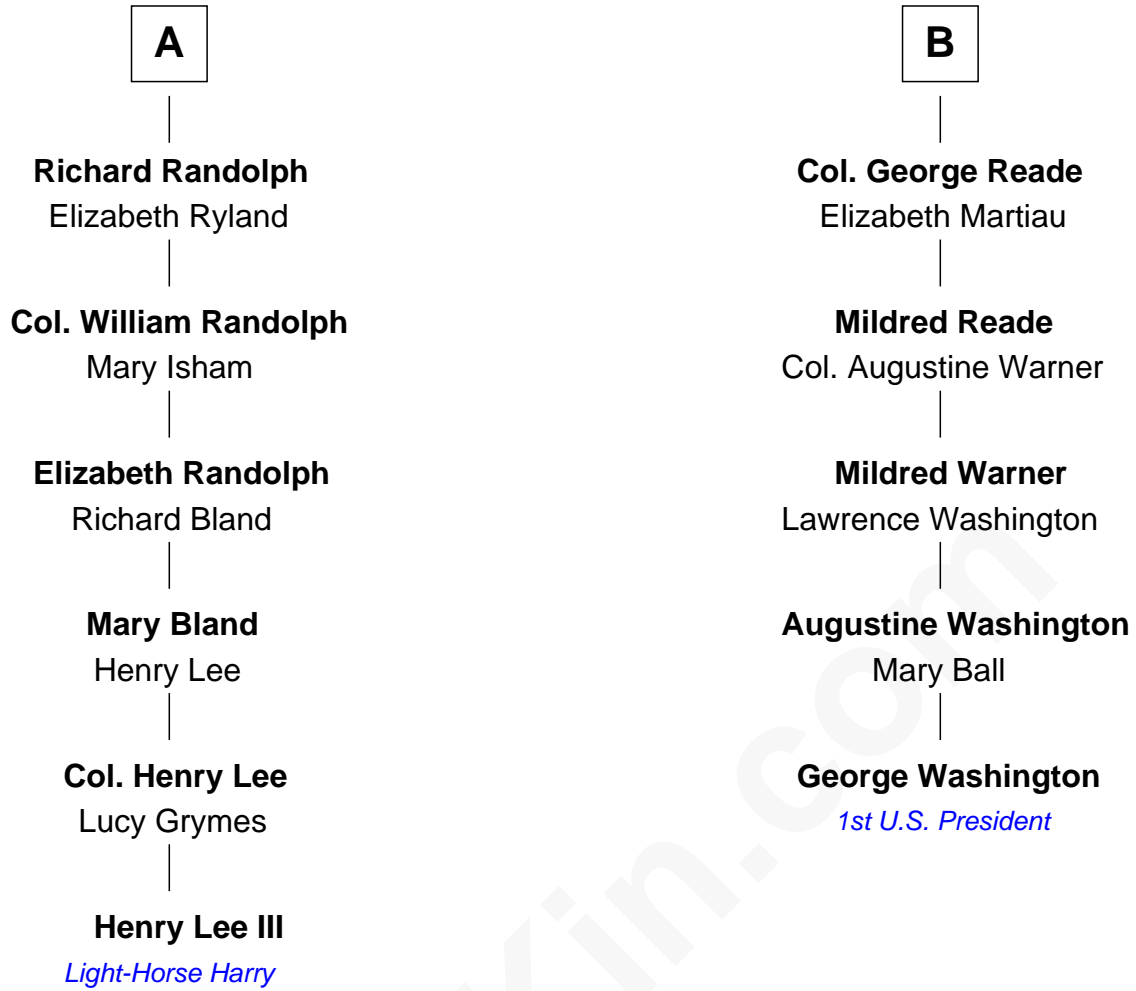 A
Richard Randolph
Elizabeth Ryland
Col. William Randolph
Mary Isham
Elizabeth Randolph
Richard Bland
Mary Bland
Henry Lee
Col. Henry Lee
Lucy Grymes
Henry Lee III
Light-Horse Harry
B
Col. George Reade
Elizabeth Martiau
Mildred Reade
Col. Augustine Warner
Mildred Warner
Lawrence Washington
Augustine Washington
Mary Ball
George Washington
1st U.S. President
Kin.com